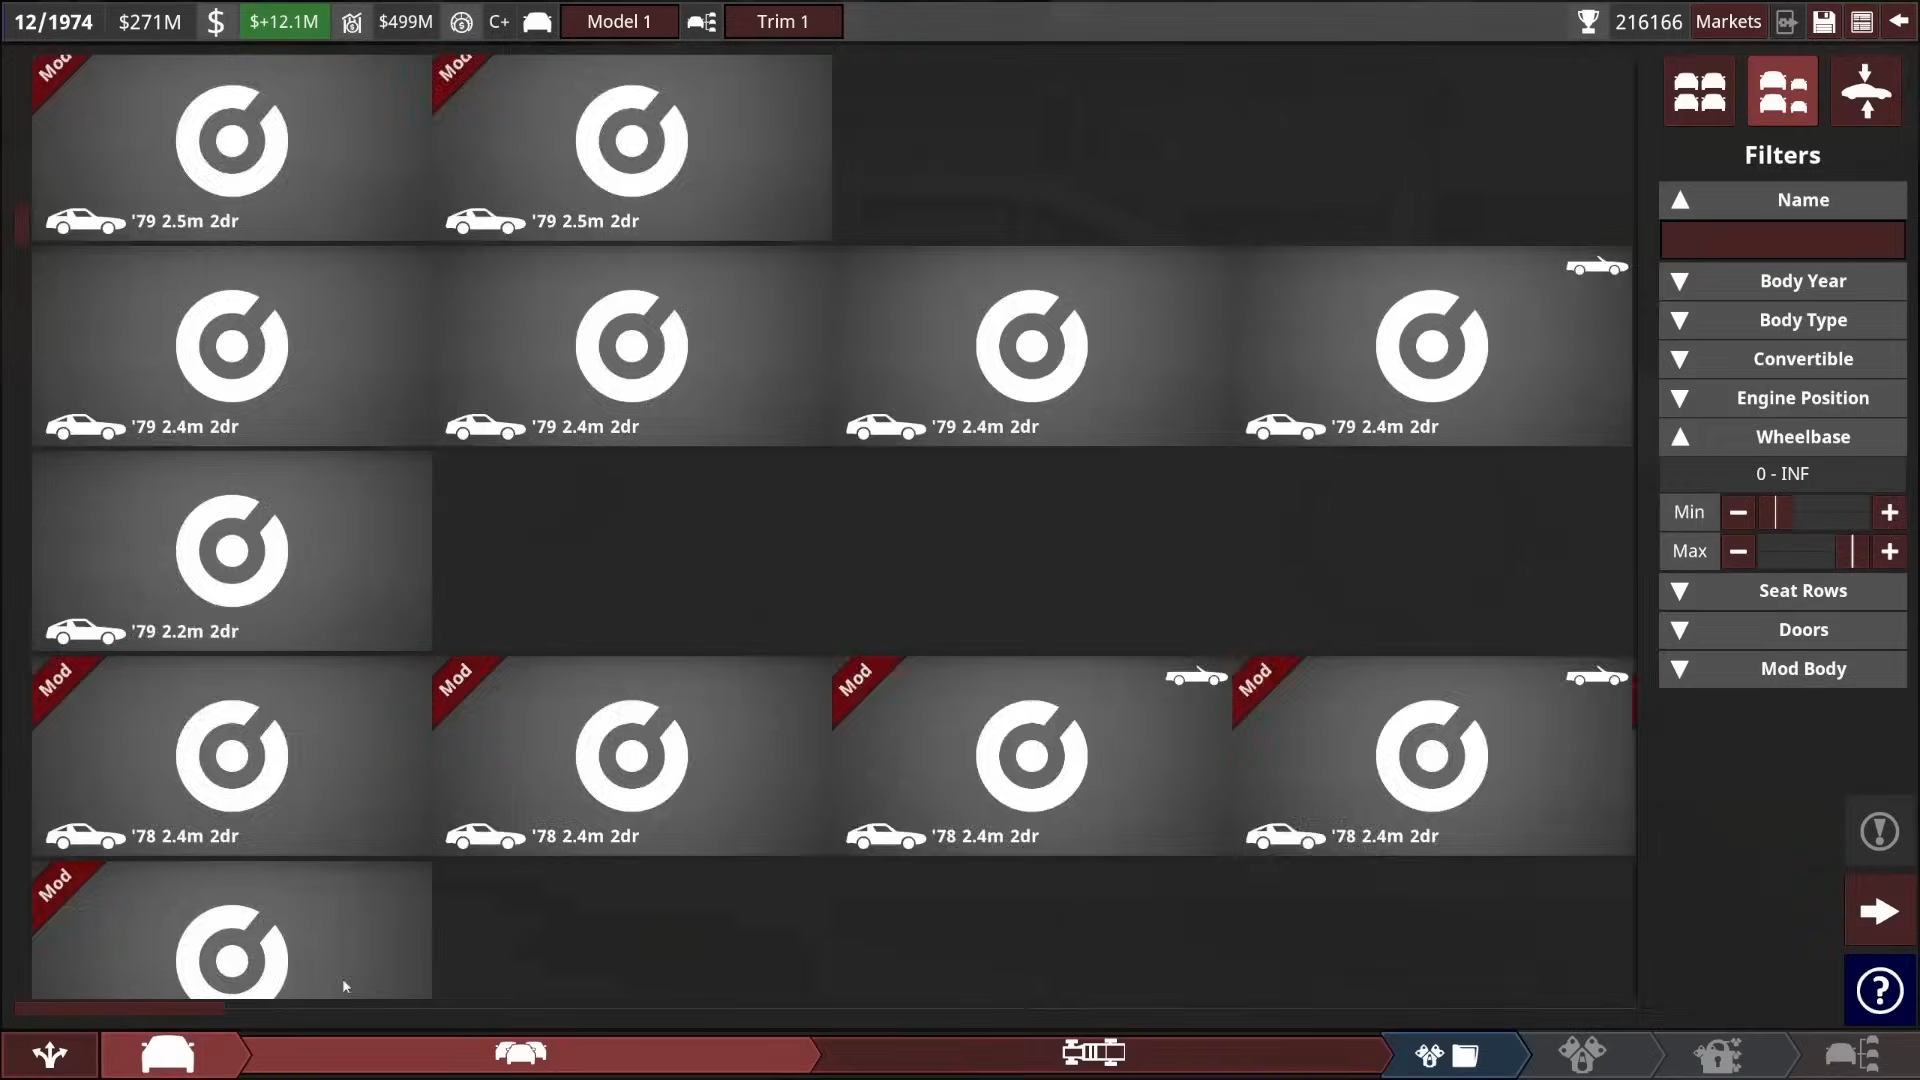 12/1974 $271M $+12.1M $499M C+ Model 1 Trim 1 216166 Markets
Mod Mod
'79 2.5m 2dr '79 2.5m 2dr
'79 2.4m 2dr '79 2.4m 2dr '79 2.4m 2dr '79 2.4m 2dr
'79 2.2m 2dr
Mod Mod Mod Mod
'78 2.4m 2dr '78 2.4m 2dr '78 2.4m 2dr '78 2.4m 2dr
Mod
Filters
Name
Body Year
Body Type
Convertible
Engine Position
Wheelbase
0 - INF
Min
Max
Seat Rows
Doors
Mod Body